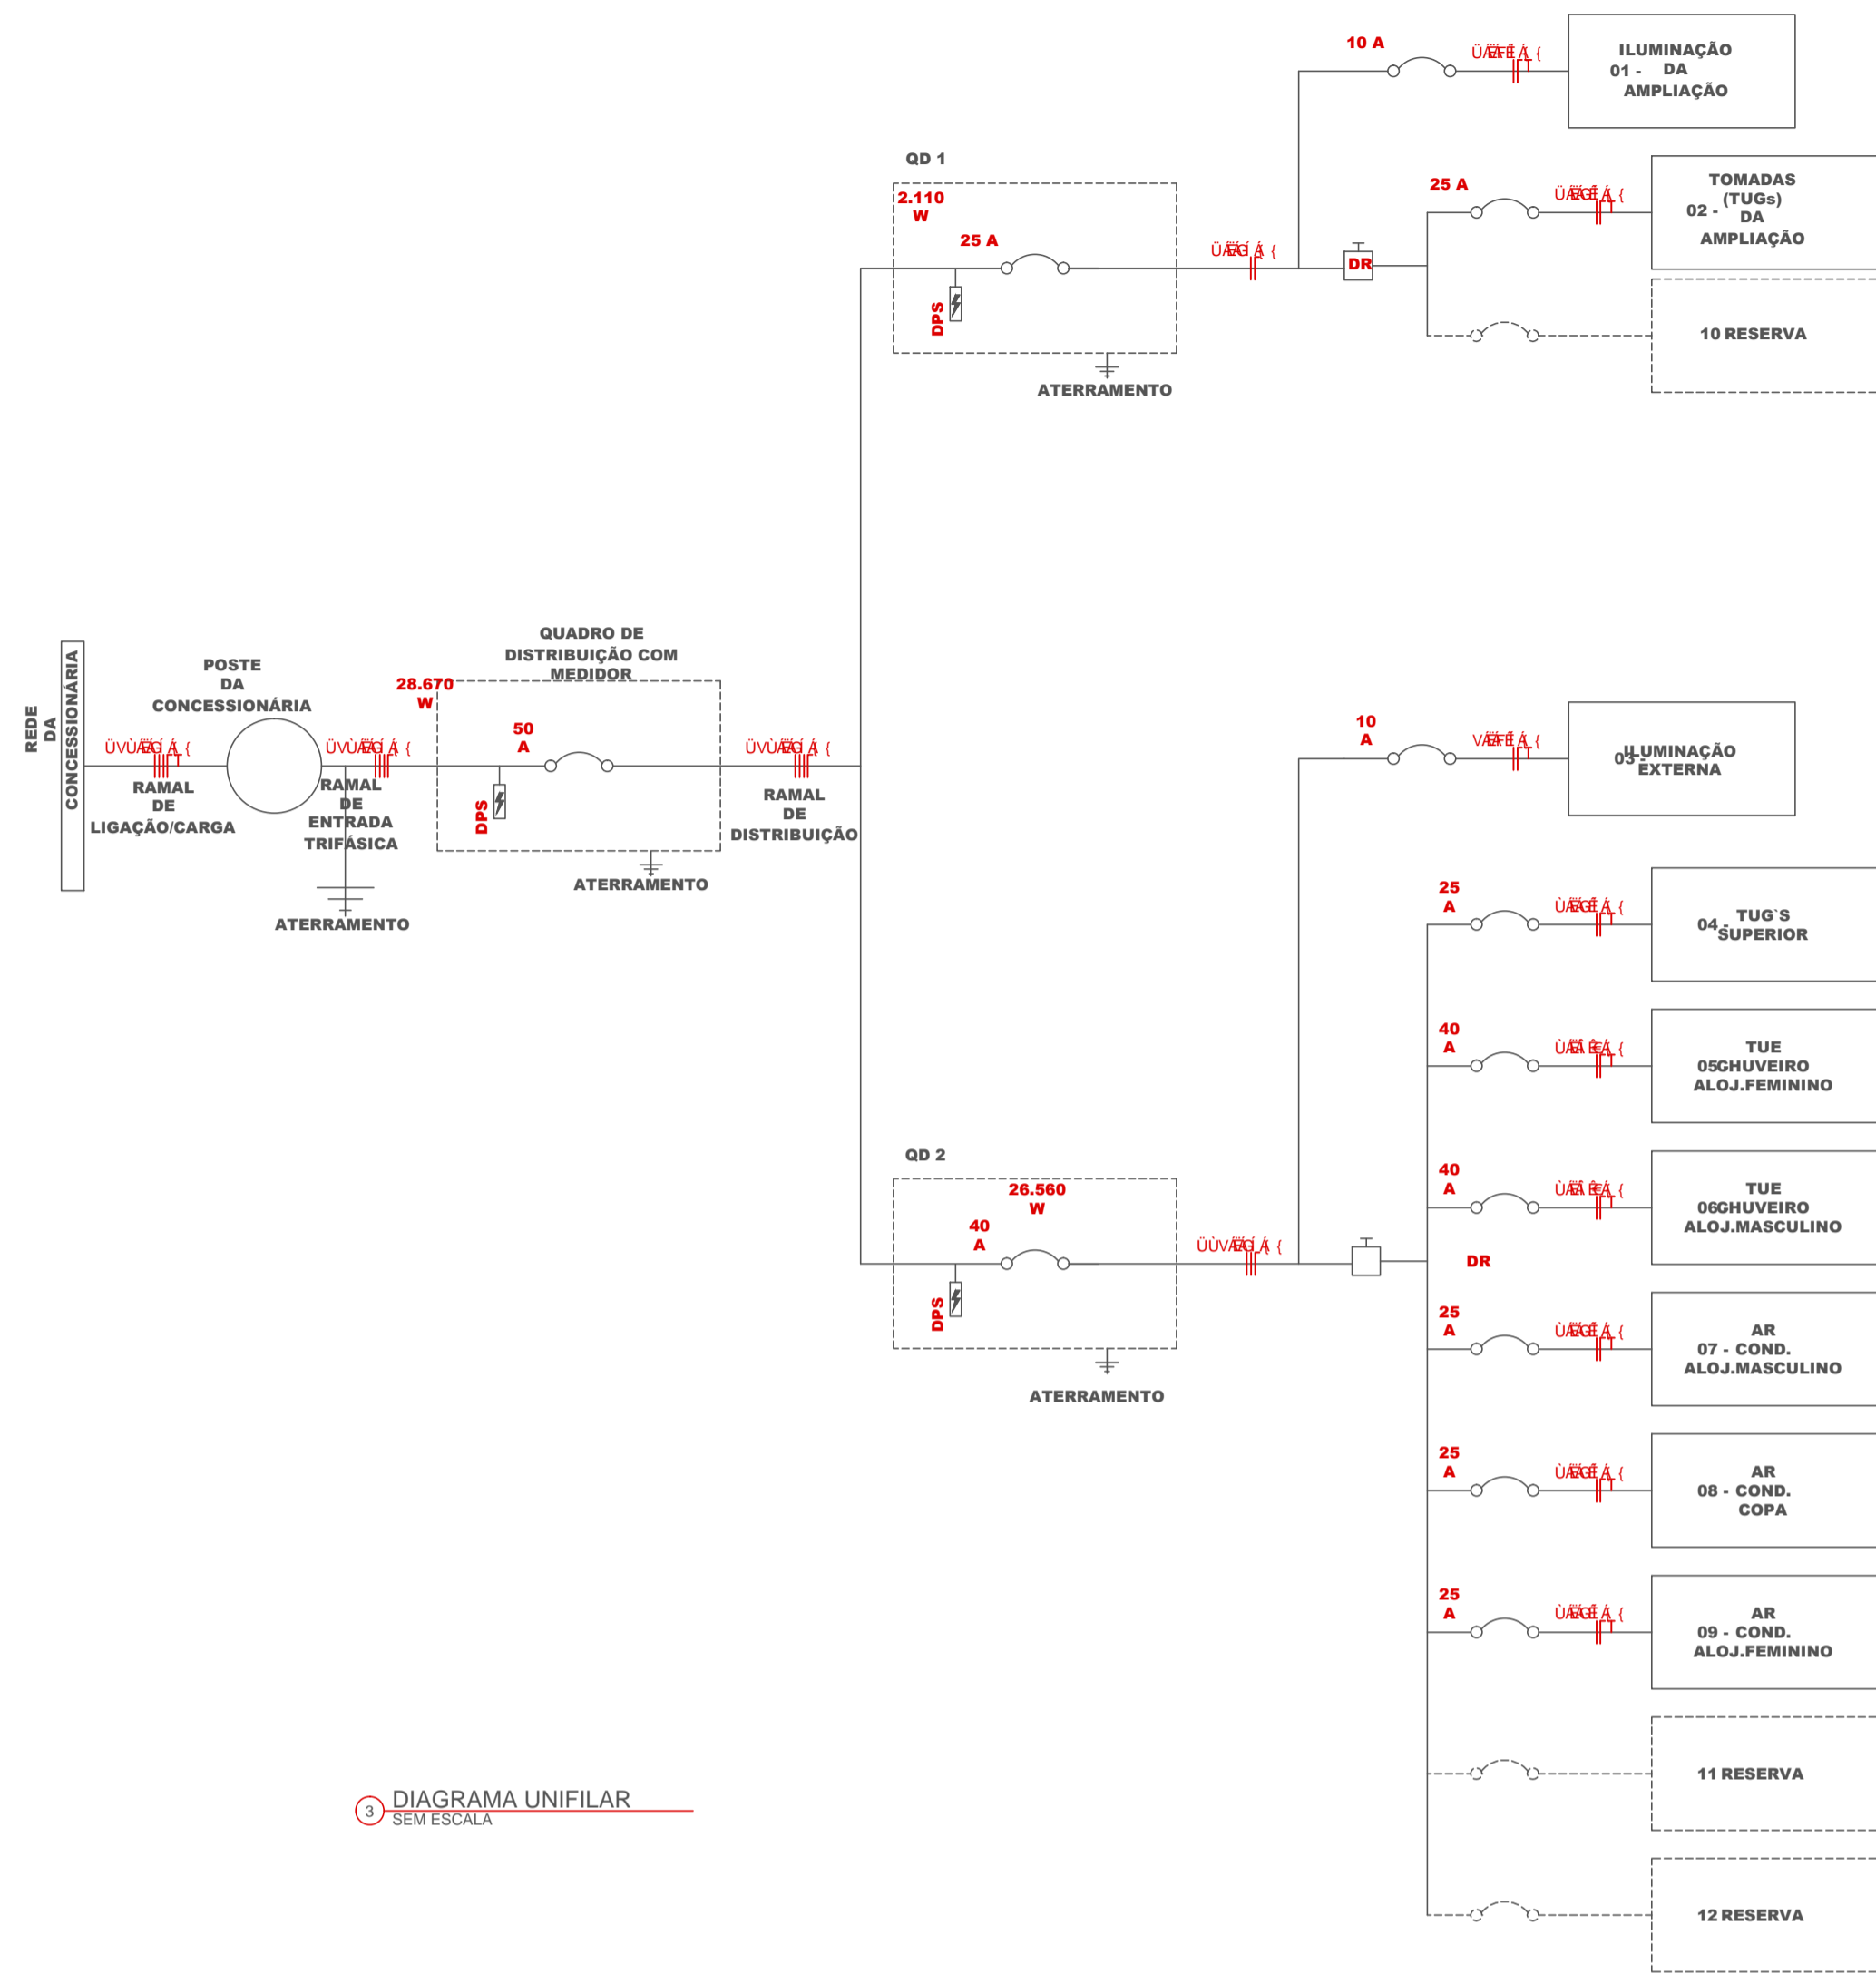 10 A
ILUMINAÇÃO
01 - DA
AMPLIAÇÃO
25 A
TOMADAS
(TUGs)
02 - DA
AMPLIAÇÃO
QD 1
2.110
W
25 A
DR
DPS
10 RESERVA
ATERRAMENTO
REDE
DA
CONCESSIONÁRIA
POSTE
DA
CONCESSIONÁRIA
RAMAL
DE
LIGAÇÃO/CARGA
RAMAL
DE
ENTRADA
TRIFÁSICA
ATERRAMENTO
QUADRO DE
DISTRIBUIÇÃO COM
MEDIDOR
28.670
W
50
A
DPS
ATERRAMENTO
RAMAL
DE
DISTRIBUIÇÃO
10
A
03 - ILUMINAÇÃO
EXTERNA
25
A
04 - TUG`S
SUPERIOR
40
A
TUE
05 CHUVEIRO
ALOJ.FEMININO
QD 2
26.560
W
40
A
DPS
ATERRAMENTO
40
A
TUE
06 CHUVEIRO
ALOJ.MASCULINO
DR
25
A
AR
07 - COND.
ALOJ.MASCULINO
25
A
AR
08 - COND.
COPA
25
A
AR
09 - COND.
ALOJ.FEMININO
11 RESERVA
12 RESERVA
3 DIAGRAMA UNIFILAR
SEM ESCALA